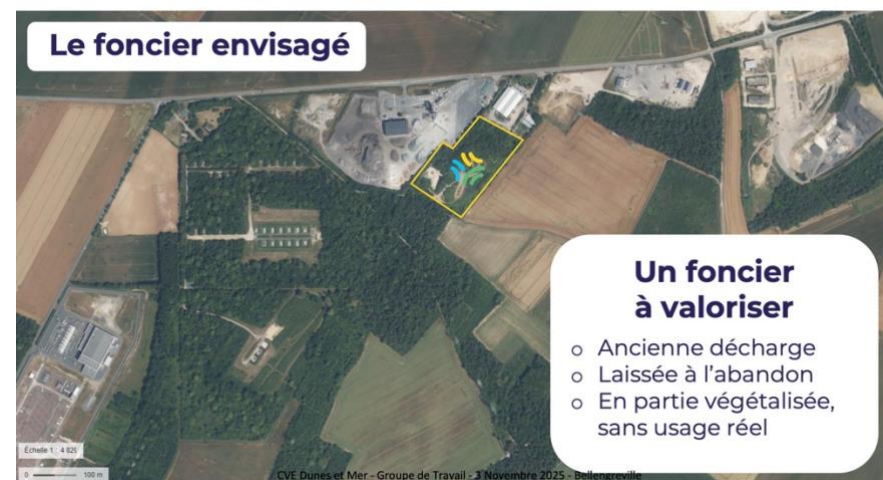 Le foncier envisagé
Un foncier
à valoriser
o Ancienne décharge
o Laissée à l'abandon
o En partie végétalisée,
sans usage réel
Échelle 1 : 4 825
0 100 m
CVE Dunes et Mer - Groupe de Travail - 3 Novembre 2025 - Bellengreville